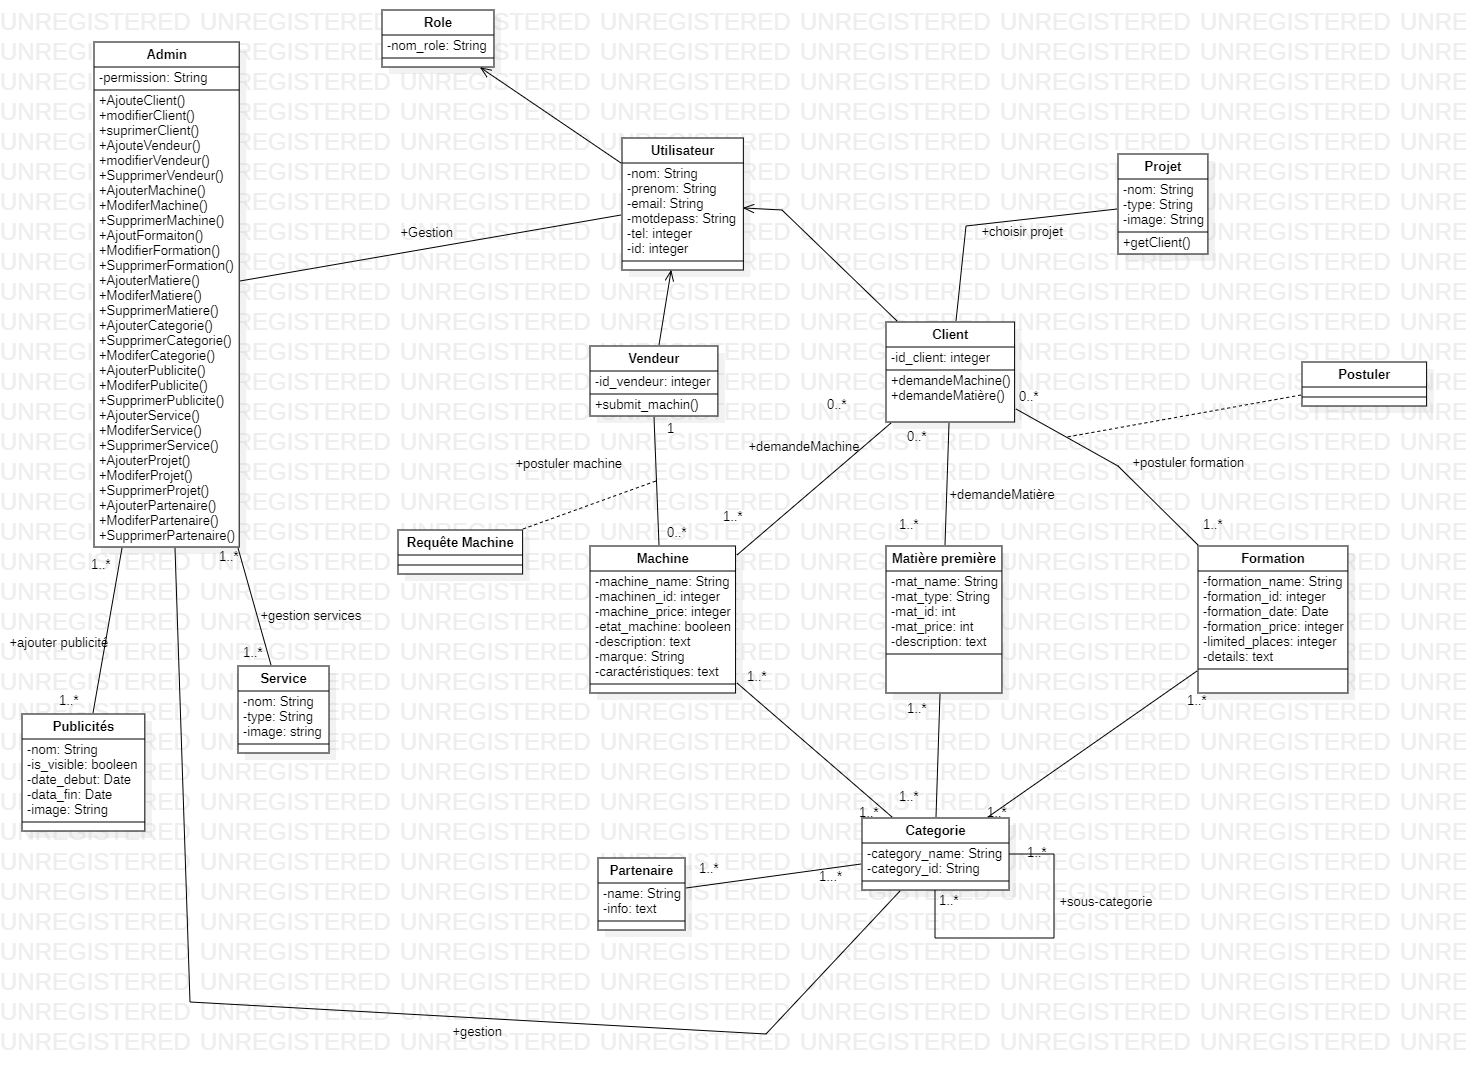 Role
-nom_role: String
Admin
-permission: String
+AjouteClient()
+modifierClient()
+suprimerClient()
+AjouteVendeur()
+modifierVendeur()
+SupprimerVendeur()
+AjouterMachine()
+ModiferMachine()
+SupprimerMachine()
+AjoutFormaiton()
+ModifierFormation()
+SupprimerFormation()
+AjouterMatiere()
+ModiferMatiere()
+SupprimerMatiere()
+AjouterCategorie()
+SupprimerCategorie()
+ModiferCategorie()
+AjouterPublicite()
+ModiferPublicite()
+SupprimerPublicite()
+AjouterService()
+ModiferService()
+SupprimerService()
+AjouterProjet()
+ModiferProjet()
+SupprimerProjet()
+AjouterPartenaire()
+ModiferPartenaire()
+SupprimerPartenaire()
Utilisateur
-nom: String
-prenom: String
-email: String
-motdepass: String
-tel: integer
-id: integer
+Gestion
Projet
-nom: String
-type: String
-image: String
+getClient()
+choisir projet
Vendeur
-id_vendeur: integer
+submit_machin()
Client
-id_client: integer
+demandeMachine()
+demandeMatière()
Postuler
0..*
0..*
0..*
1
+postuler machine
+demandeMachine
+postuler formation
+demandeMatière
1..*
1..*
1..*
0..*
Requête Machine
Machine
-machine_name: String
-machinen_id: integer
-machine_price: integer
-etat_machine: booleen
-description: text
-marque: String
-caractéristiques: text
Matière première
-mat_name: String
-mat_type: String
-mat_id: int
-mat_price: int
-description: text
Formation
-formation_name: String
-formation_id: integer
-formation_date: Date
-formation_price: integer
-limited_places: integer
-details: text
1..*
1..*
+gestion services
+ajouter publicité
1..*
1..*
Service
-nom: String
-type: String
-image: string
Publicités
-nom: String
-is_visible: booleen
-date_debut: Date
-data_fin: Date
-image: String
1..*
1..*
1..*
1..*
1..*
1..*
Categorie
-category_name: String
-category_id: String
1..*
1..*
+sous-categorie
Partenaire
-name: String
-info: text
1..*
1...*
+gestion
UNREGISTERED UNREGISTERED UNREGISTERED UNREGISTERED UNREGISTERED UNREGISTERED UNREGISTERED UNRE